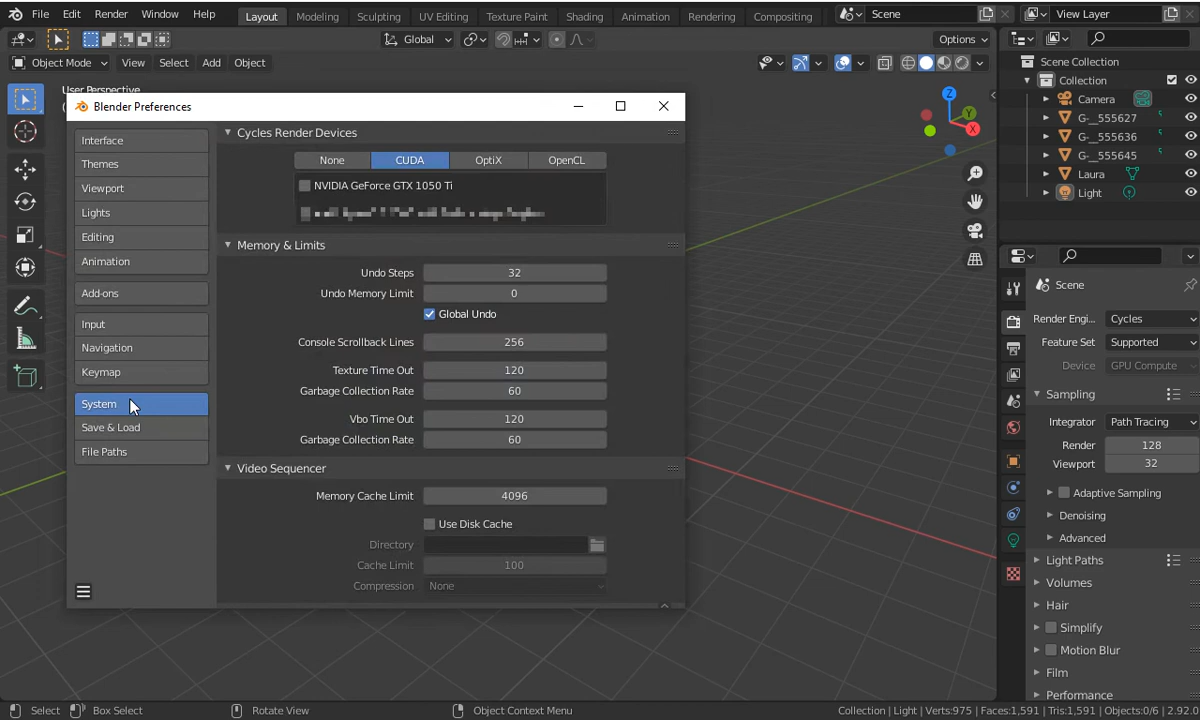 File Edit Render Window Help Layout Modeling Sculpting UV Editing Texture Paint Shading Animation Rendering Compositing Scene View Layer
Global Options
Object Mode View Select Add Object
User Perspective
(
Blender Preferences
Interface
Themes
Viewport
Lights
Editing
Animation
Add-ons
Input
Navigation
Keymap
System
Save & Load
File Paths
Cycles Render Devices
None CUDA OptiX OpenCL
NVIDIA GeForce GTX 1050 Ti
Memory & Limits
Undo Steps 32
Undo Memory Limit 0
Global Undo
Console Scrollback Lines 256
Texture Time Out 120
Garbage Collection Rate 60
Vbo Time Out 120
Garbage Collection Rate 60
Video Sequencer
Memory Cache Limit 4096
Use Disk Cache
Directory
Cache Limit 100
Compression None
Z
Y
X
Scene Collection
Collection
Camera
G-__555627
G-__555636
G-__555645
Laura
Light
Scene
Render Engi... Cycles
Feature Set Supported
Device GPU Compute
Sampling
Integrator Path Tracing
Render 128
Viewport 32
Adaptive Sampling
Denoising
Advanced
Light Paths
Volumes
Hair
Simplify
Motion Blur
Film
Performance
Select Box Select Rotate View Object Context Menu Collection | Light | Verts:975 | Faces:1,591 | Tris:1,591 | Objects:0/6 | 2.92.0